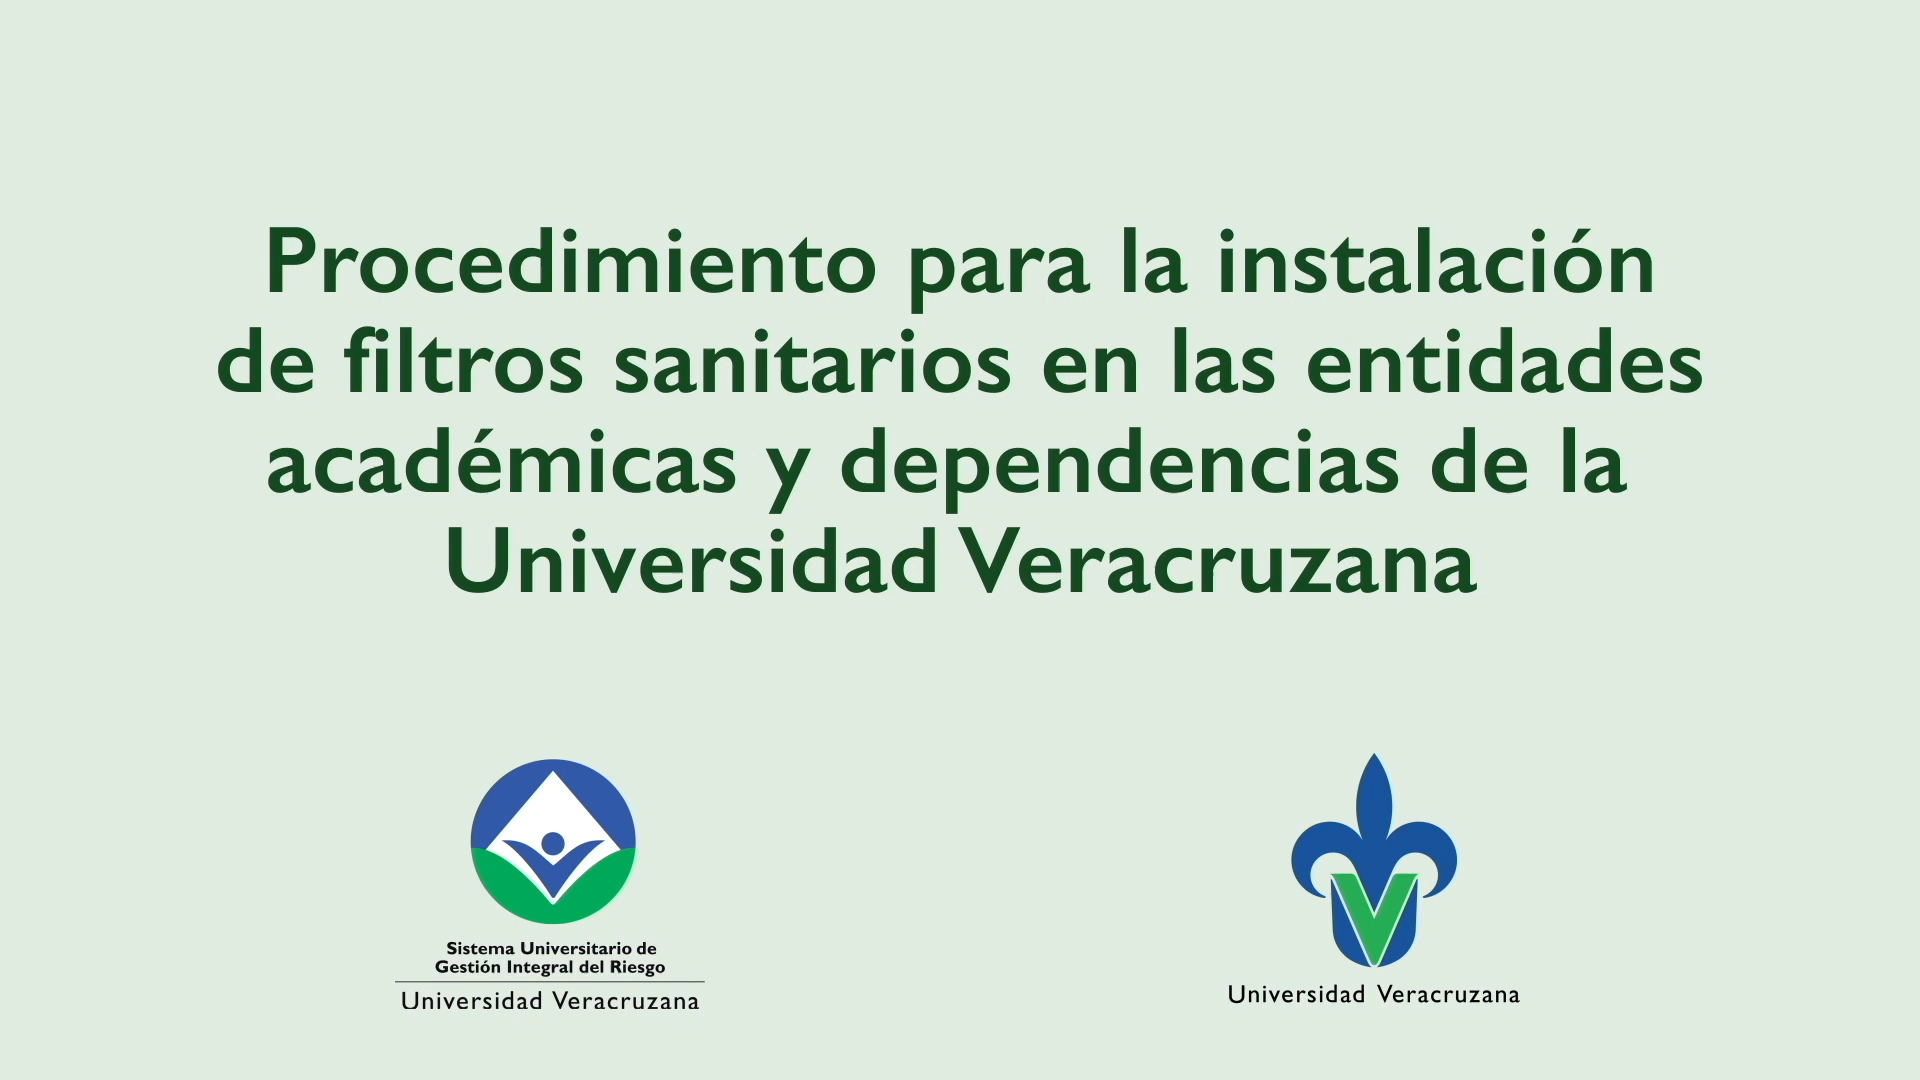 Procedimiento para la instalación
de filtros sanitarios en las entidades
académicas y dependencias de la
Universidad Veracruzana
Sistema Universitario de
Gestión Integral del Riesgo
Universidad Veracruzana
V
Universidad Veracruzana